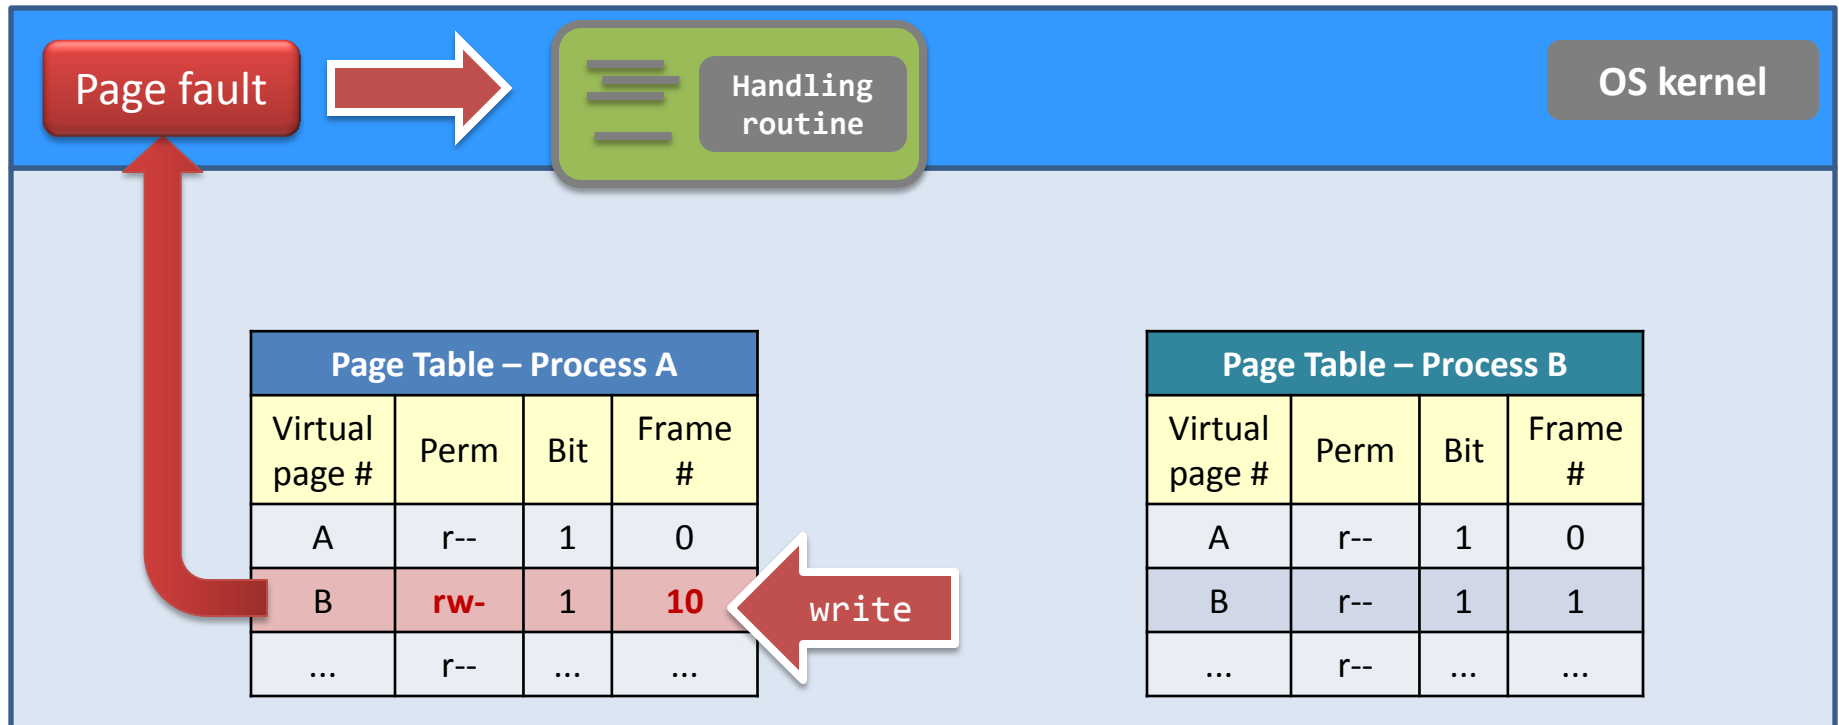 Page fault
Handling
routine
OS kernel
Page Table – Process A
Virtual
page #
Perm
Bit
Frame
#
A
r--
1
0
B
rw-
1
10
...
r--
...
...
write
Page Table – Process B
Virtual
page #
Perm
Bit
Frame
#
A
r--
1
0
B
r--
1
1
...
r--
...
...